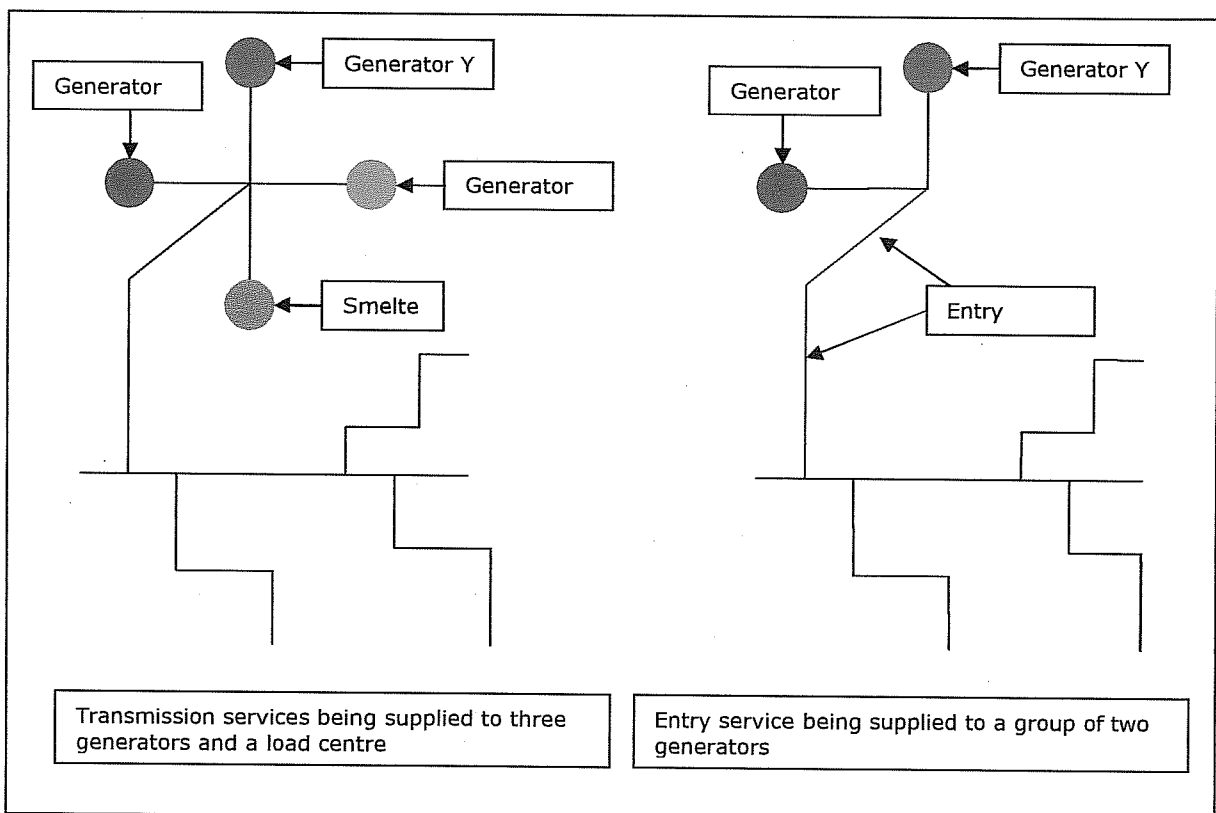 Generator Y
Generator
Generator
Smelte
Generator Y
Generator
Entry
Transmission services being supplied to three
generators and a load centre
Entry service being supplied to a group of two
generators